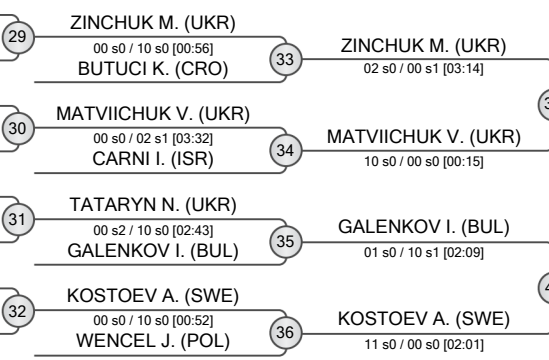 29
ZINCHUK M. (UKR)
00 s0 / 10 s0 [00:56]
BUTUCI K. (CRO)
33
ZINCHUK M. (UKR)
02 s0 / 00 s1 [03:14]
30
MATVIICHUK V. (UKR)
00 s0 / 02 s1 [03:32]
CARNI I. (ISR)
34
MATVIICHUK V. (UKR)
10 s0 / 00 s0 [00:15]
31
TATARYN N. (UKR)
00 s2 / 10 s0 [02:43]
GALENKOV I. (BUL)
35
GALENKOV I. (BUL)
01 s0 / 10 s1 [02:09]
32
KOSTOEV A. (SWE)
00 s0 / 10 s0 [00:52]
WENCEL J. (POL)
36
KOSTOEV A. (SWE)
11 s0 / 00 s0 [02:01]